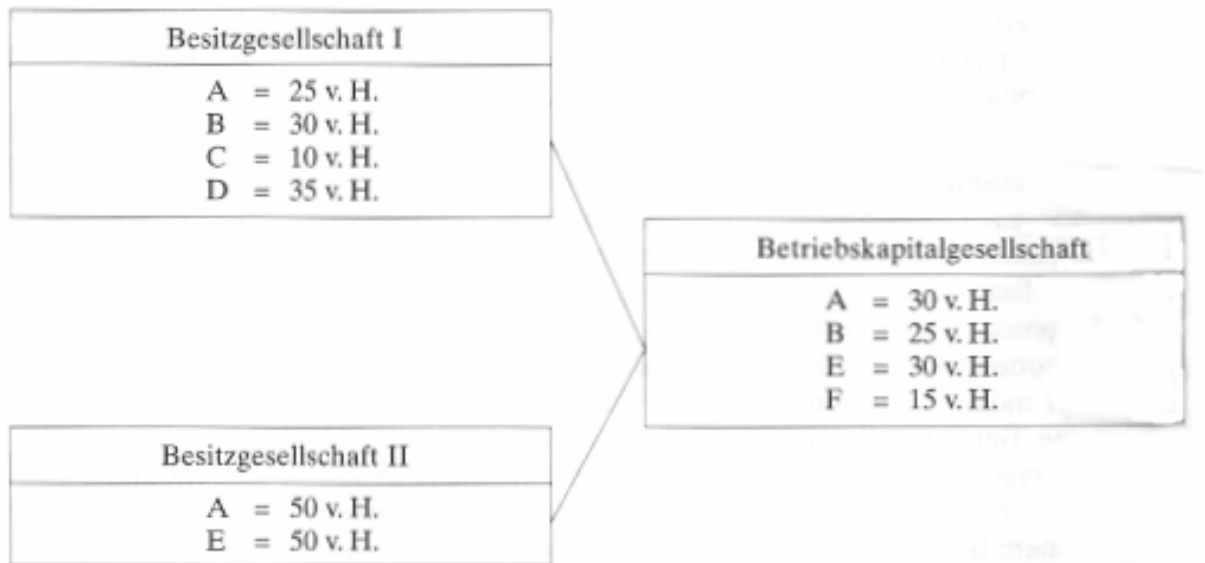 Besitzgesellschaft I
A = 25 v. H.
B = 30 v. H.
C = 10 v. H.
D = 35 v. H.
Betriebskapitalgesellschaft
A = 30 v. H.
B = 25 v. H.
E = 30 v. H.
F = 15 v. H.
Besitzgesellschaft II
A = 50 v. H.
E = 50 v. H.